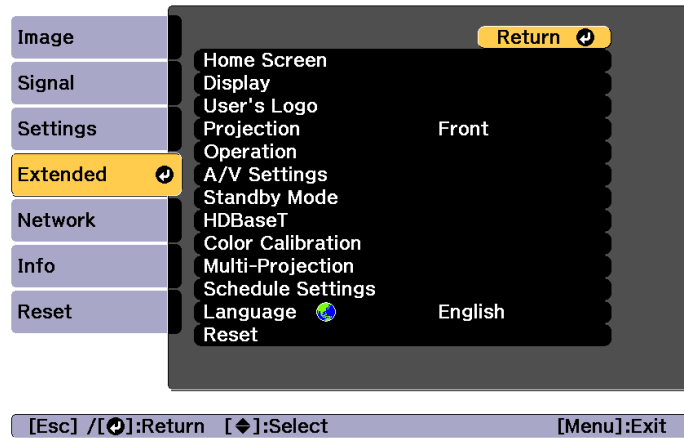 Image
Signal
Settings
Extended
Network
Info
Reset
Return
Home Screen
Display
User's Logo
Projection Front
Operation
A/V Settings
Standby Mode
HDBaseT
Color Calibration
Multi-Projection
Schedule Settings
Language English
Reset
[Esc] /[⏎]:Return [♦]:Select [Menu]:Exit